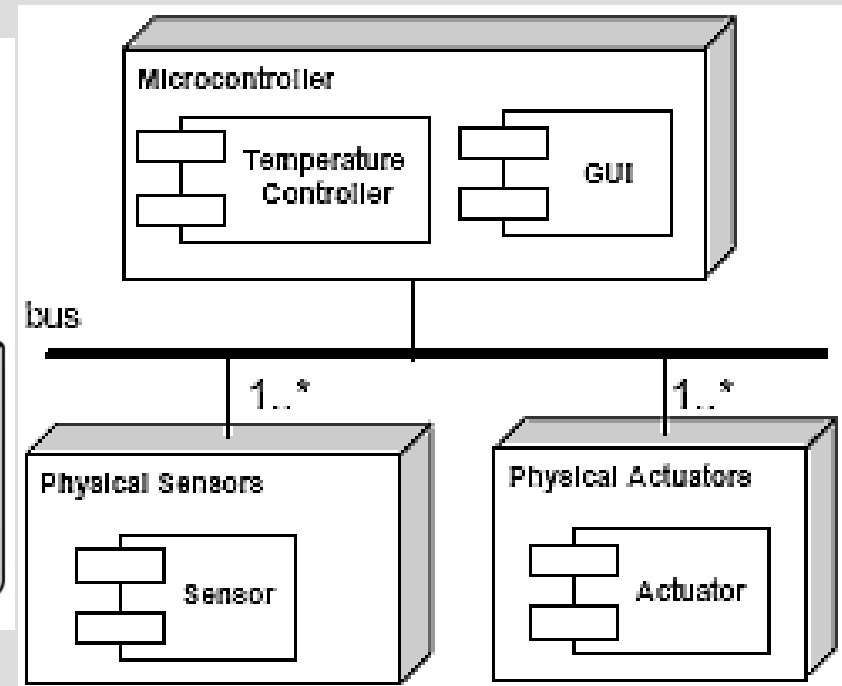 Microcontroller
Temperature
Controller
GUI
bus
1..*
1..*
Physical Sensors
Physical Actuators
Sensor
Actuator